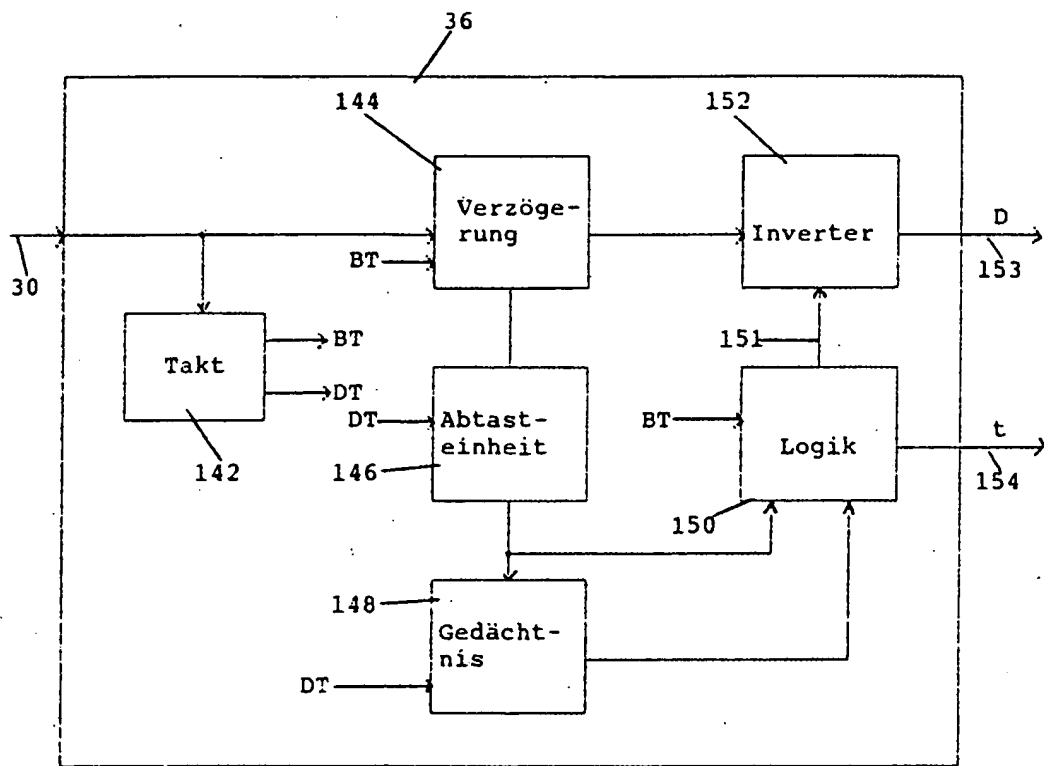 36
144
152
Verzöge-
rung
Inverter
D
153
30
BT
Takt
BT
DT
142
151
DT
Abtast-
einheit
146
BT
Logik
t
154
150
148
Gedächt-
nis
DT